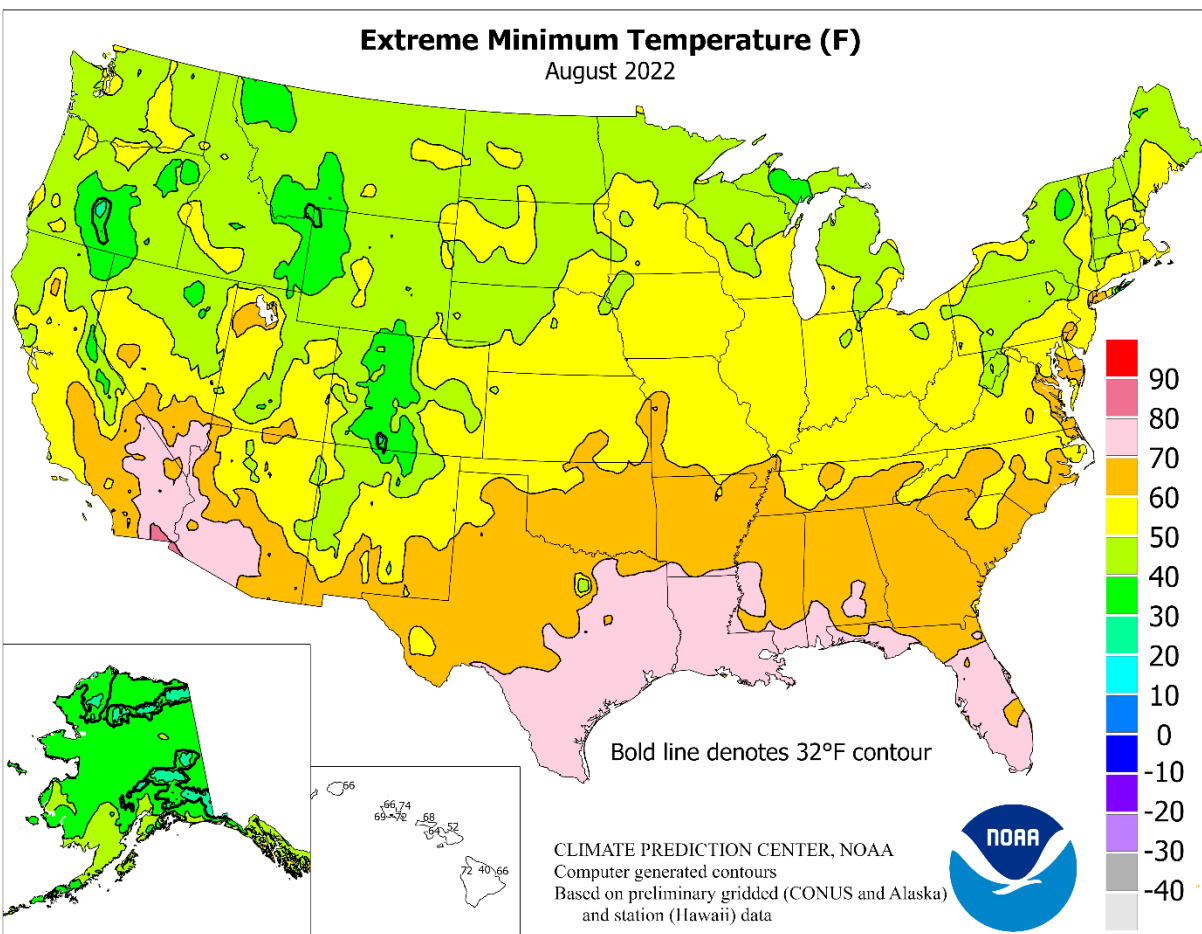 Extreme Minimum Temperature (F)
August 2022
90
80
70
60
50
40
30
20
10
0
-10
-20
-30
-40
Bold line denotes 32°F contour
66
66 74
69 72
68
64 52
72 40 66
CLIMATE PREDICTION CENTER, NOAA
Computer generated contours
Based on preliminary gridded (CONUS and Alaska)
and station (Hawaii) data
NOAA